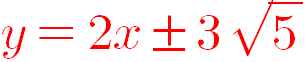 y = 2x ± 3√5